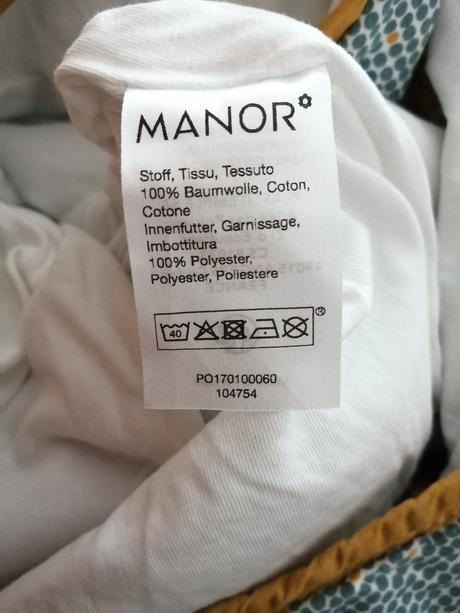 MANOR
Stoff, Tissu, Tessuto
100% Baumwolle, Coton,
Cotone
Innenfutter, Garnissage,
Imbottitura
100% Polyester,
Polyester, Poliestere
40
®
PO170100060
104754